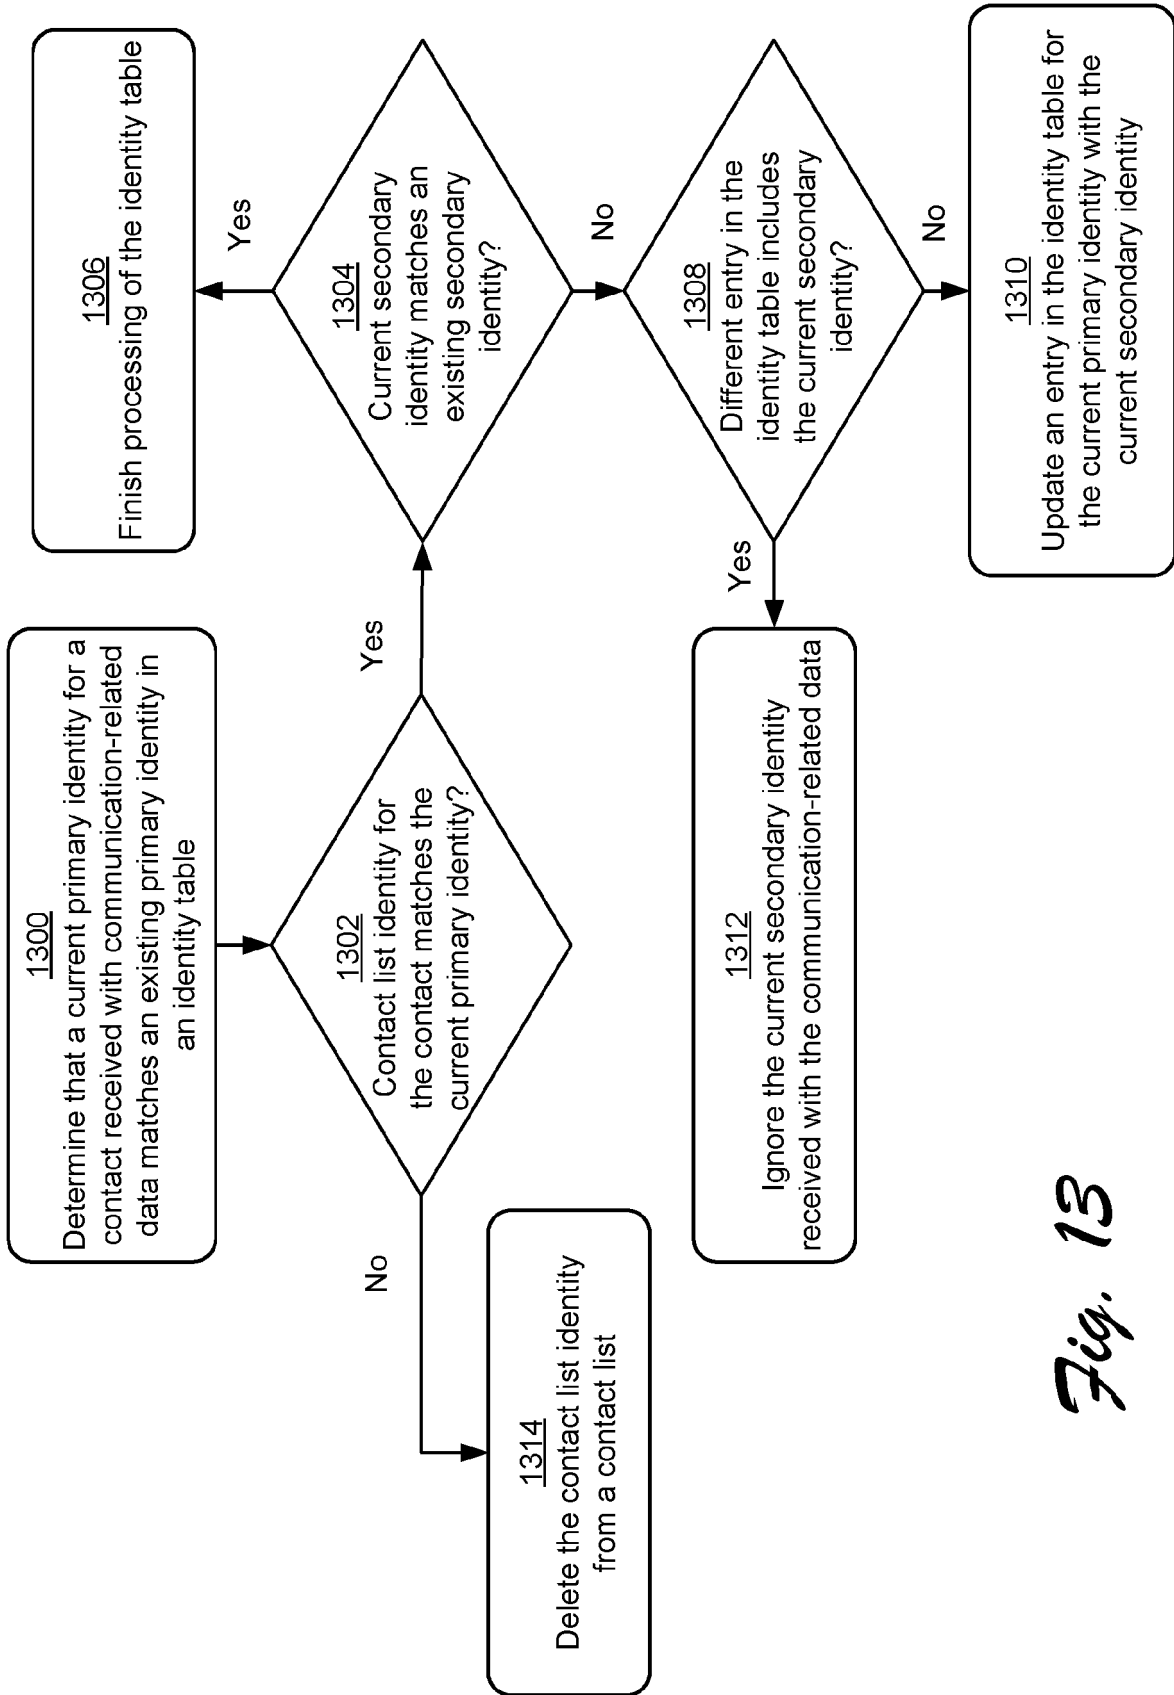 1300
Determine that a current primary identity for a
contact received with communication-related
data matches an existing primary identity in
an identity table
1302
Contact list identity for
the contact matches the
current primary identity?
Yes
No
1304
Current secondary
identity matches an
existing secondary
identity?
Yes
1306
Finish processing of the identity table
No
1308
Different entry in the
identity table includes
the current secondary
identity?
Yes
No
1310
Update an entry in the identity table for
the current primary identity with the
current secondary identity
1312
Ignore the current secondary identity
received with the communication-related data
1314
Delete the contact list identity
from a contact list
Fig. 13